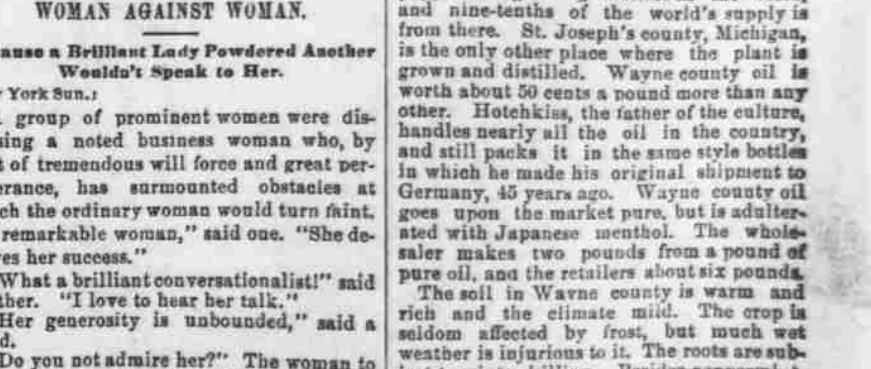 WOMAN AGAINST WOMAN.
ause a Brilliant Lady Powdered Another
Wouldn't Speak to Her.
York Sun.:
group of prominent women were dis-
sing a noted business woman who, by
t of tremendous will force and great per-
erance, has surmounted obstacles at
ch the ordinary woman would turn faint.
remarkable woman," said one. "She de-
es her success."
What a brilliant conversationalist!" said
ther. "I love to hear her talk."
Her generosity is unbounded," said a
d.
Do you not admire her?" The woman to
and nine-tenths of the world's supply is
from there. St. Joseph's county, Michigan,
is the only other place where the plant is
grown and distilled. Wayne county oil is
worth about 50 cents a pound more than any
other. Hotchkiss, the father of the culture,
handles nearly all the oil in the country,
and still packs it in the same style bottles
in which he made his original shipment to
Germany, 45 years ago. Wayne county oil
goes upon the market pure, but is adulter-
ated with Japanese menthol. The whole-
saler makes two pounds from a pound of
pure oil, and the retailers about six pounds.
The soil in Wayne county is warm and
rich and the climate mild. The crop is
seldom affected by frost, but much wet
weather is injurious to it. The roots are sub-